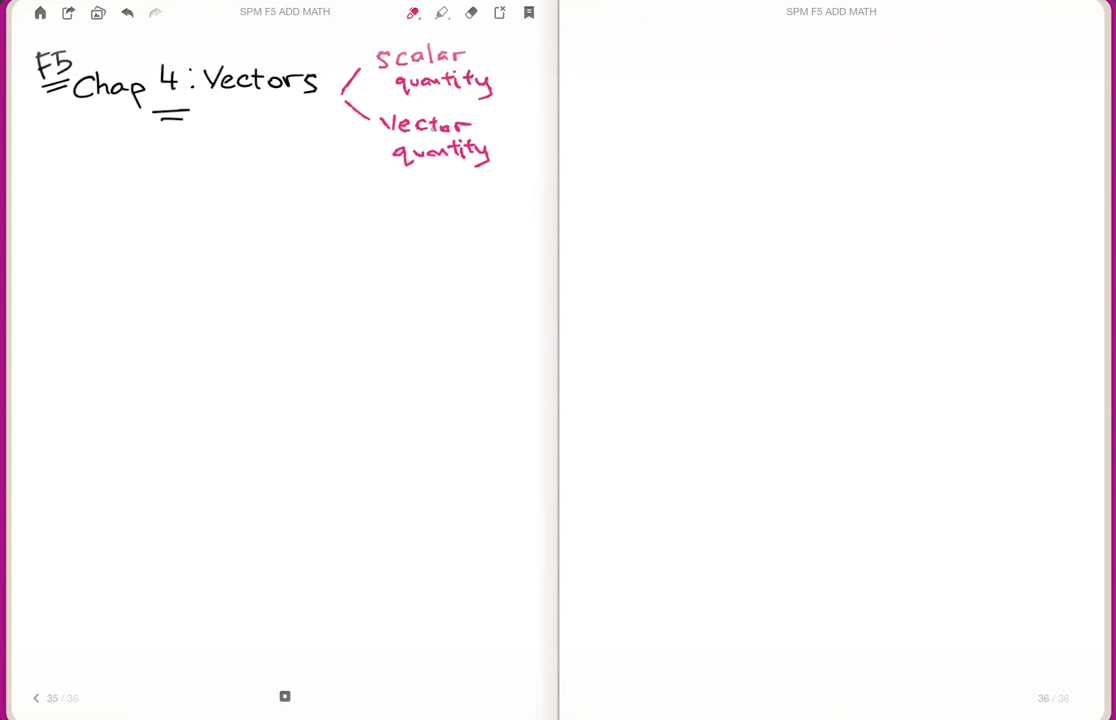 SPM F5 ADD MATH
SPM F5 ADD MATH
F5
Chap 4: Vectors
scalar
quantity
Vector
quantity
35 / 36
36 / 36